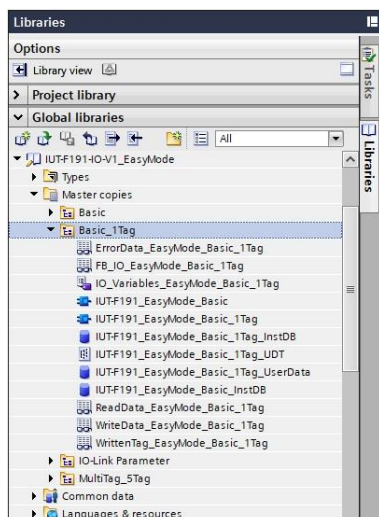 Libraries
Options
Library view
Project library
Global libraries
All
IUT-F191-IO-V1_EasyMode
Types
Master copies
Basic
Basic_1Tag
ErrorData_EasyMode_Basic_1Tag
FB_IO_EasyMode_Basic_1Tag
IO_Variables_EasyMode_Basic_1Tag
IUT-F191_EasyMode_Basic
IUT-F191_EasyMode_Basic_1Tag
IUT-F191_EasyMode_Basic_1Tag_InstDB
IUT-F191_EasyMode_Basic_1Tag_UDT
IUT-F191_EasyMode_Basic_1Tag_UserData
IUT-F191_EasyMode_Basic_InstDB
ReadData_EasyMode_Basic_1Tag
WriteData_EasyMode_Basic_1Tag
WrittenTag_EasyMode_Basic_1Tag
IO-Link Parameter
MultiTag_5Tag
Common data
Languages & resources
Tasks
Libraries